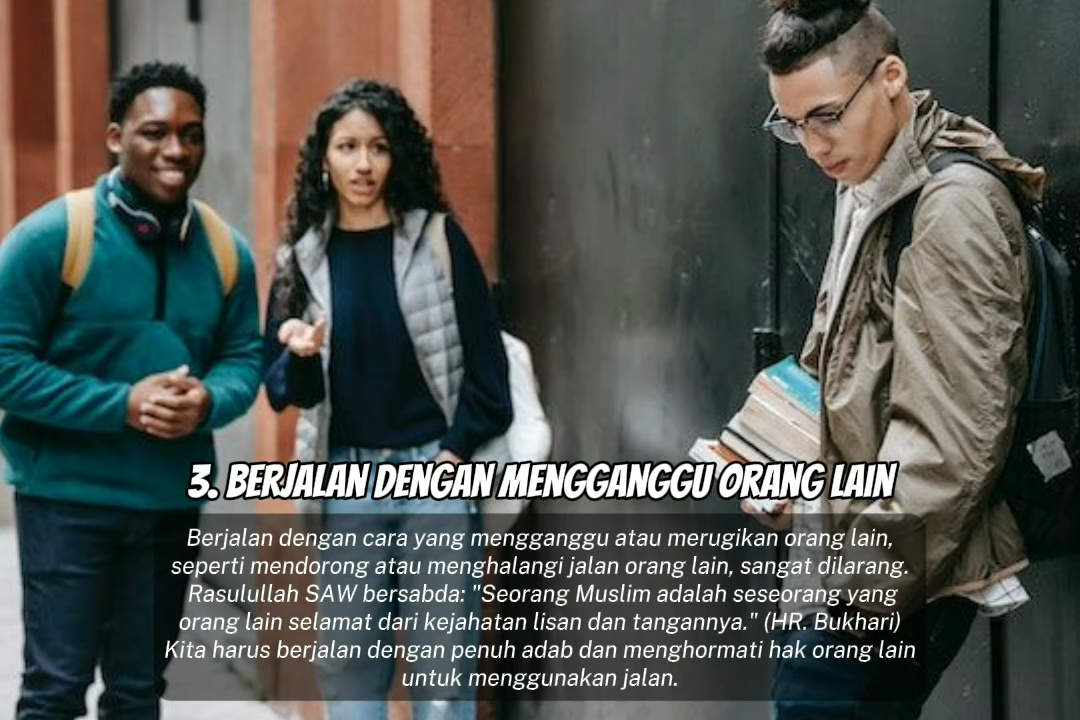 3. BERJALAN DENGAN MENGGANGGU ORANG LAIN
Berjalan dengan cara yang mengganggu atau merugikan orang lain,
seperti mendorong atau menghalangi jalan orang lain, sangat dilarang.
Rasulullah SAW bersabda: "Seorang Muslim adalah seseorang yang
orang lain selamat dari kejahatan lisan dan tangannya." (HR. Bukhari)
Kita harus berjalan dengan penuh adab dan menghormati hak orang lain
untuk menggunakan jalan.